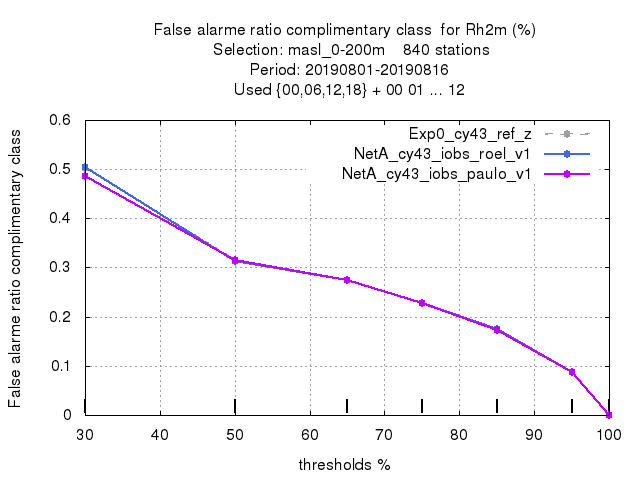 False alarme ratio complimentary class  for Rh2m (%)
Selection: masl_0-200m    840 stations
Period: 20190801-20190816
Used {00,06,12,18} + 00 01 ... 12
Exp0_cy43_ref_z
NetA_cy43_iobs_roel_v1
NetA_cy43_iobs_paulo_v1
False alarme ratio complimentary class
0.6
0.5
0.4
0.3
0.2
0.1
0
30 40 50 60 70 80 90 100
thresholds %